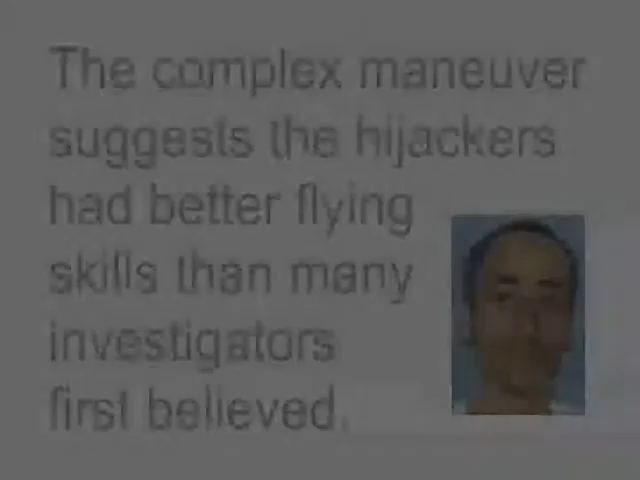 The complex maneuver
suggests the hijackers
had better flying
skills than many
investigators
first believed.